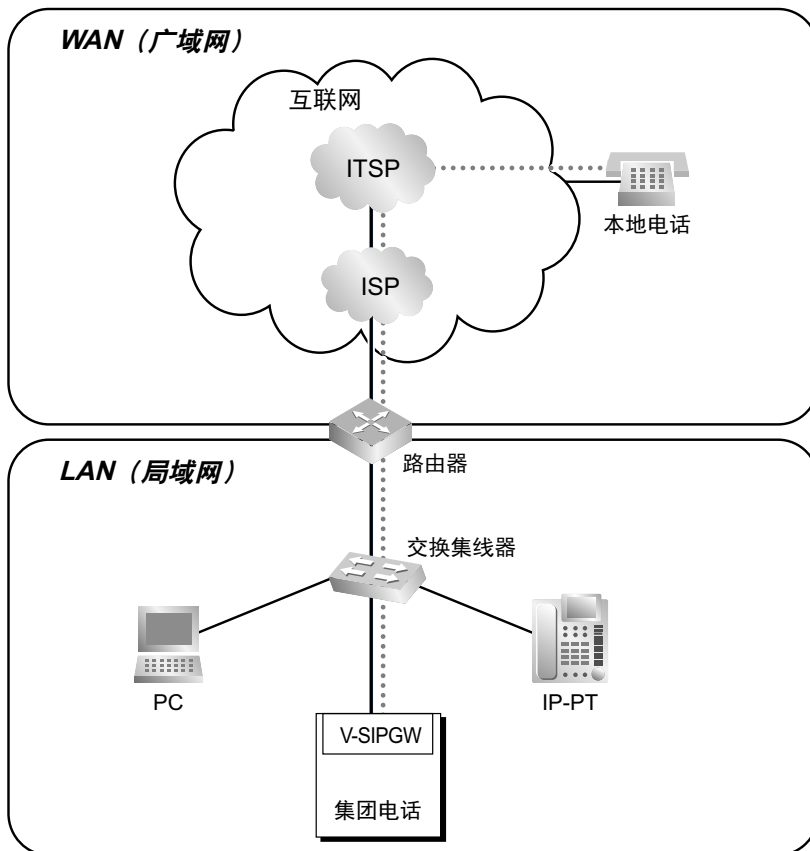 WAN（广域网）
互联网
ITSP
本地电话
ISP
路由器
LAN（局域网）
交换集线器
PC
IP-PT
V-SIPGW
集团电话